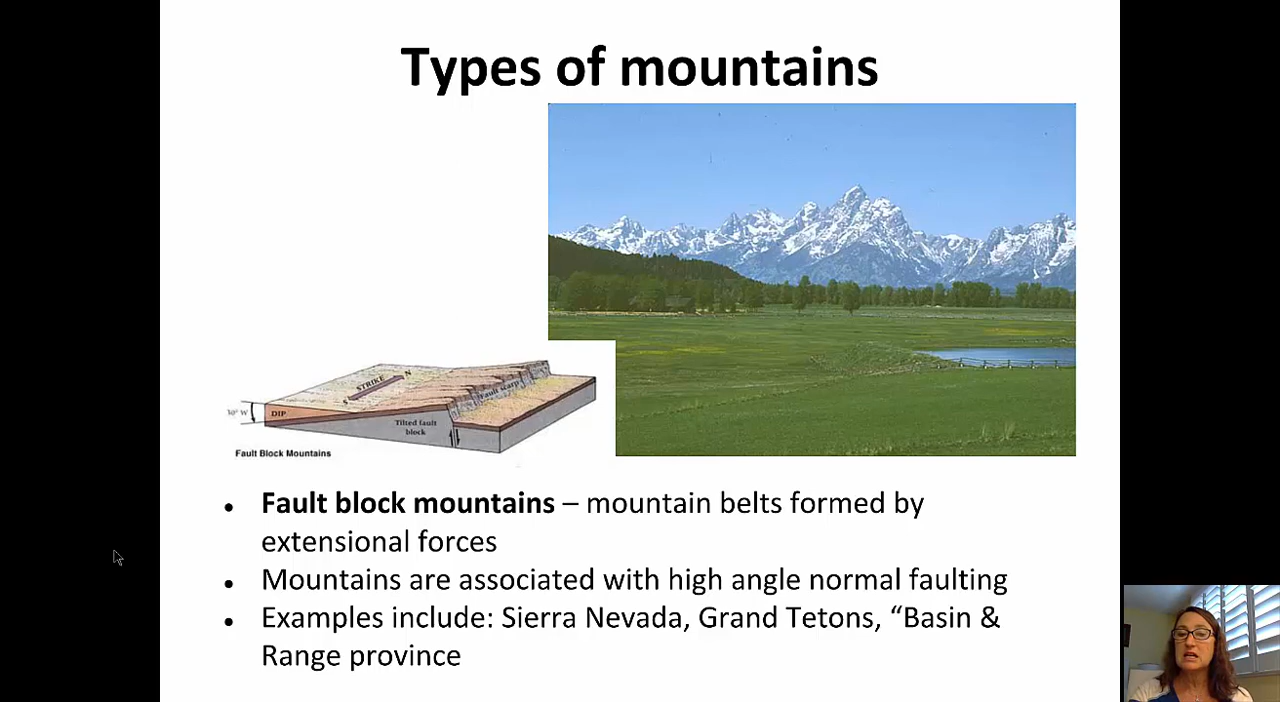 Types of mountains
STRIKE
N
S
30° W
DIP
Fault scarp
Tilted fault
block
Fault Block Mountains
Fault block mountains – mountain belts formed by
extensional forces
Mountains are associated with high angle normal faulting
Examples include: Sierra Nevada, Grand Tetons, “Basin &
Range province